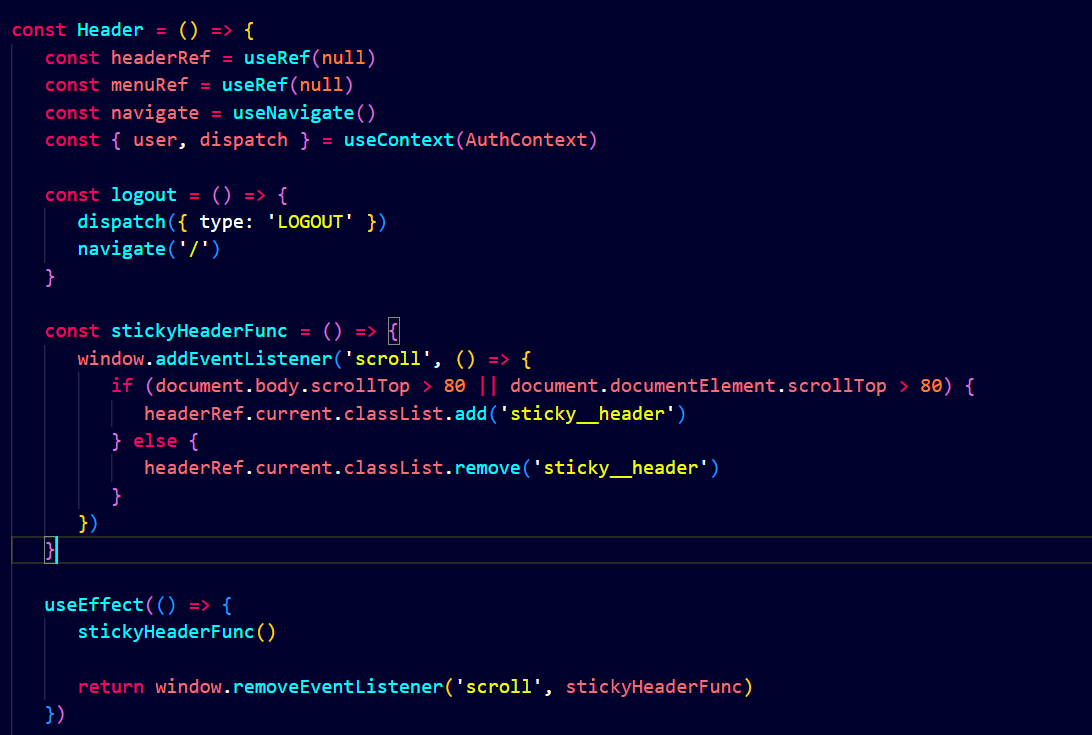 const Header = () => {
const headerRef = useRef(null)
const menuRef = useRef(null)
const navigate = useNavigate()
const { user, dispatch } = useContext(AuthContext)
const logout = () => {
dispatch({ type: 'LOGOUT' })
navigate('/')
}
const stickyHeaderFunc = () => {
window.addEventListener('scroll', () => {
if (document.body.scrollTop > 80 || document.documentElement.scrollTop > 80) {
headerRef.current.classList.add('sticky__header')
} else {
headerRef.current.classList.remove('sticky__header')
}
})
}
useEffect(() => {
stickyHeaderFunc()
return window.removeEventListener('scroll', stickyHeaderFunc)
})